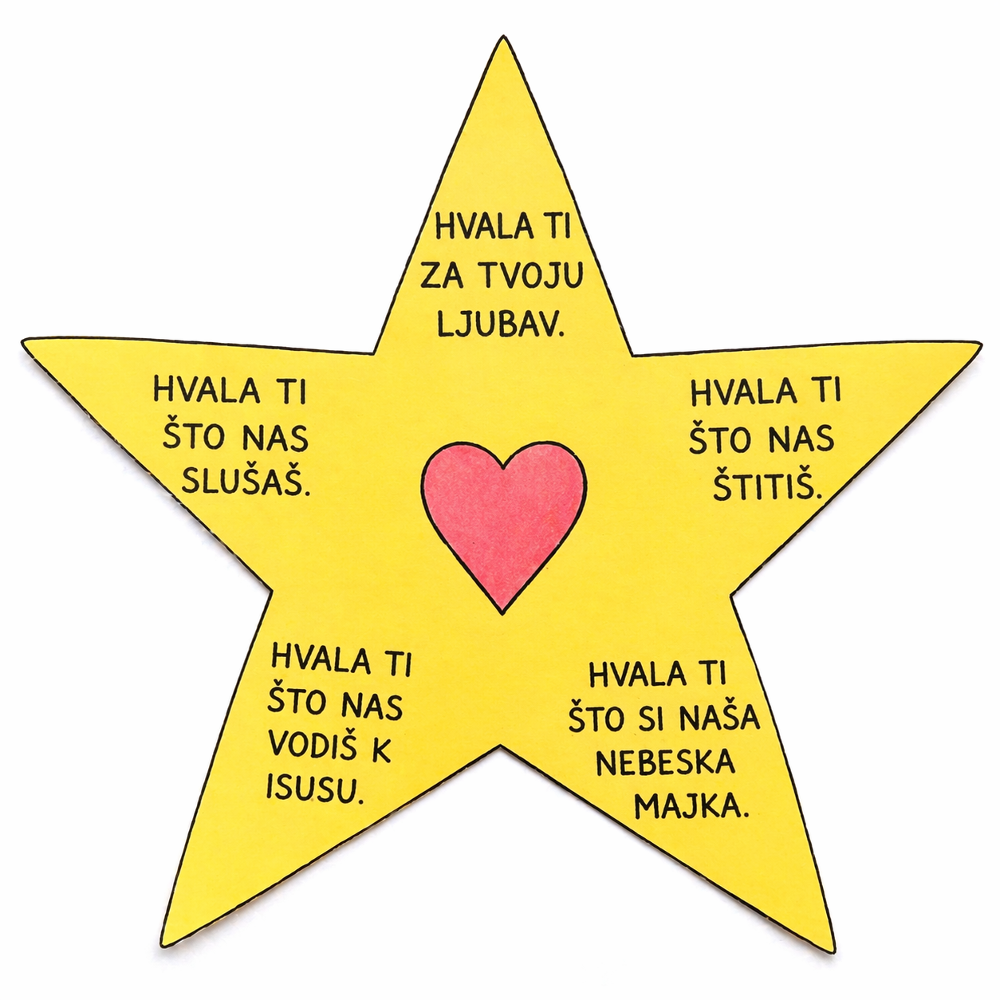 HVALA TI
ZA TVOJU
LJUBAV.
HVALA TI
ŠTO NAS
SLUŠAŠ.
HVALA TI
ŠTO NAS
ŠTITIŠ.
HVALA TI
ŠTO NAS
VODIŠ K
ISUSU.
HVALA TI
ŠTO SI NAŠA
NEBESKA
MAJKA.